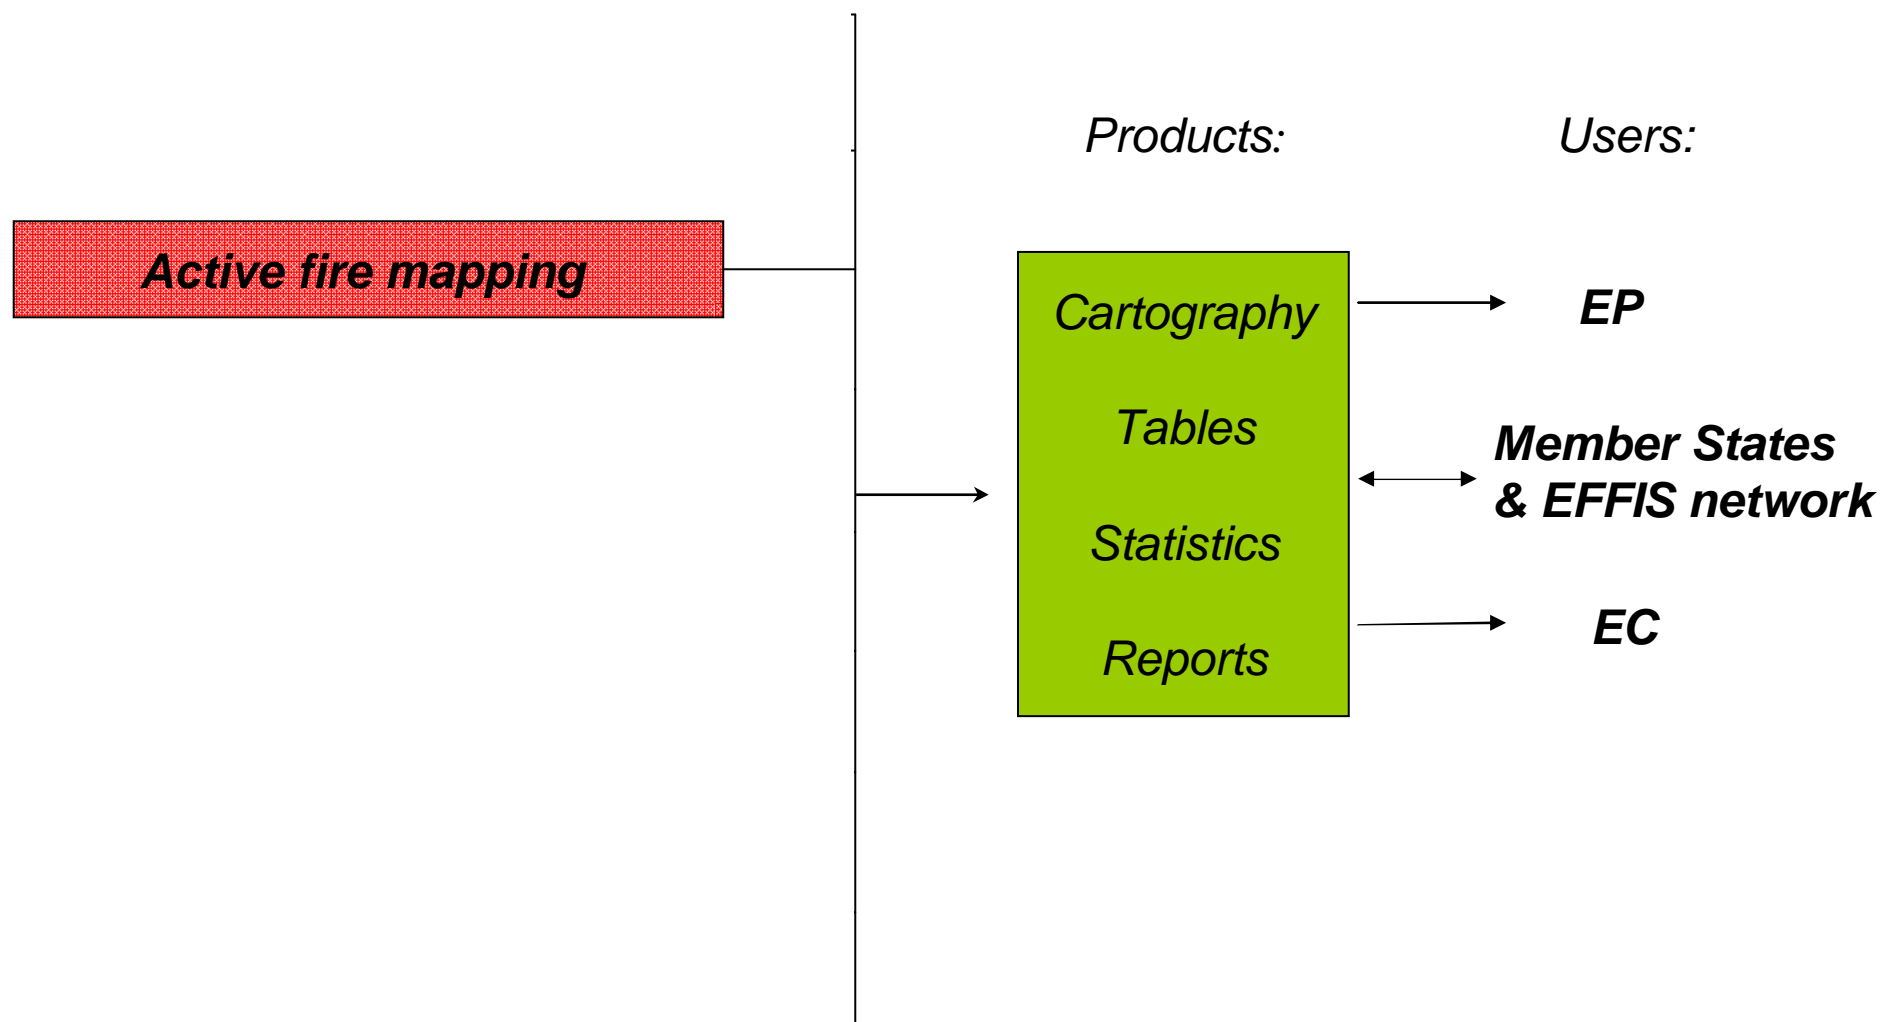 Products:
Users:
Active fire mapping
Cartography
Tables
Statistics
Reports
EP
Member States
& EFFIS network
EC